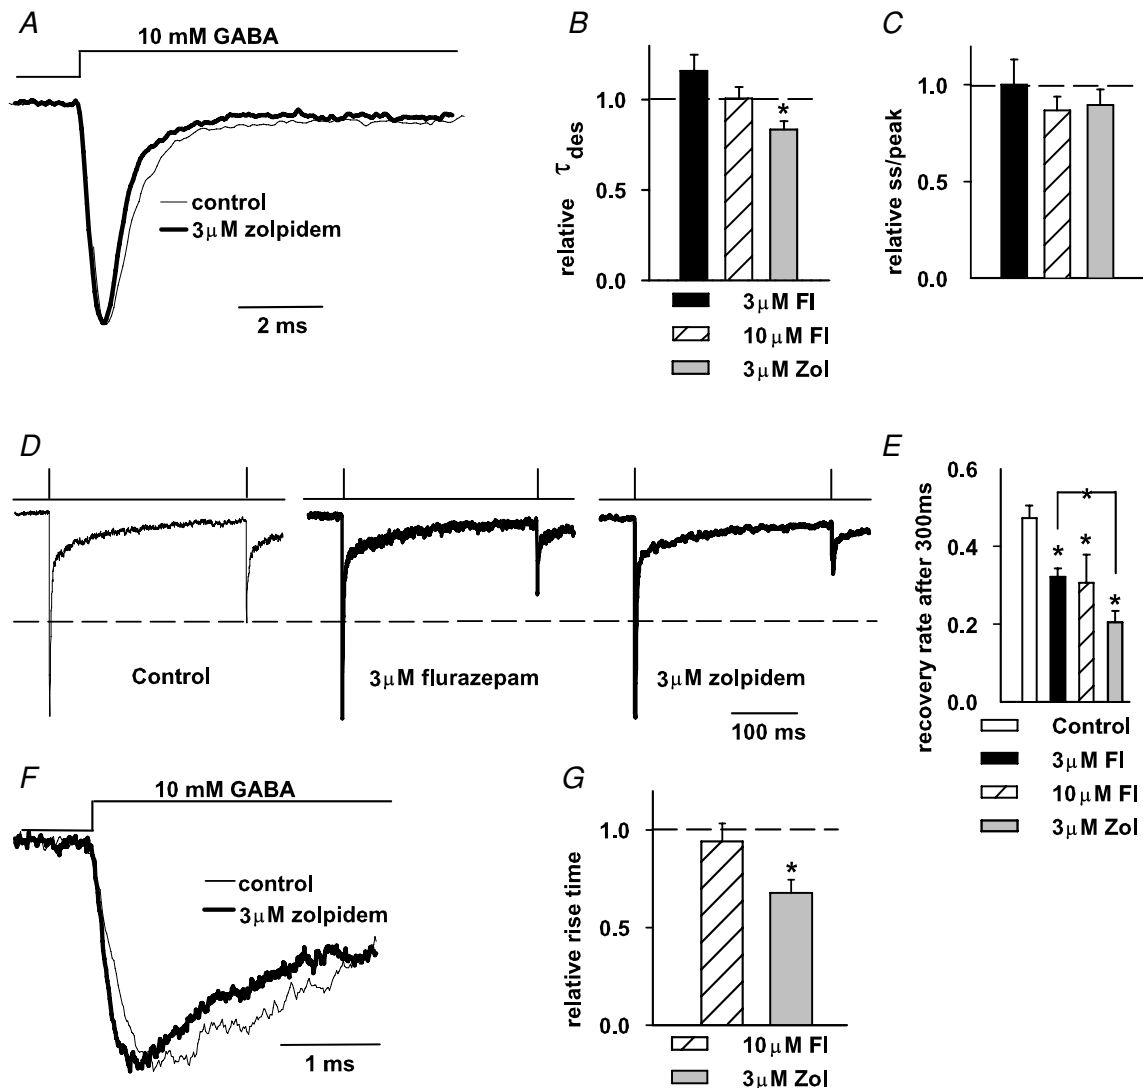 A
10 mM GABA
control
3μM zolpidem
2 ms
B
relative τdes
1.0
0.5
0.0
*
3μM Fl
10μM Fl
3μM Zol
C
relative ss/peak
1.0
0.5
0.0
D
Control
3μM flurazepam
3μM zolpidem
100 ms
E
recovery rate after 300ms
0.6
0.4
0.2
0.0
*
*
*
*
Control
3μM Fl
10μM Fl
3μM Zol
F
10 mM GABA
control
3μM zolpidem
1 ms
G
relative rise time
1.0
0.5
0.0
*
10μM Fl
3μM Zol